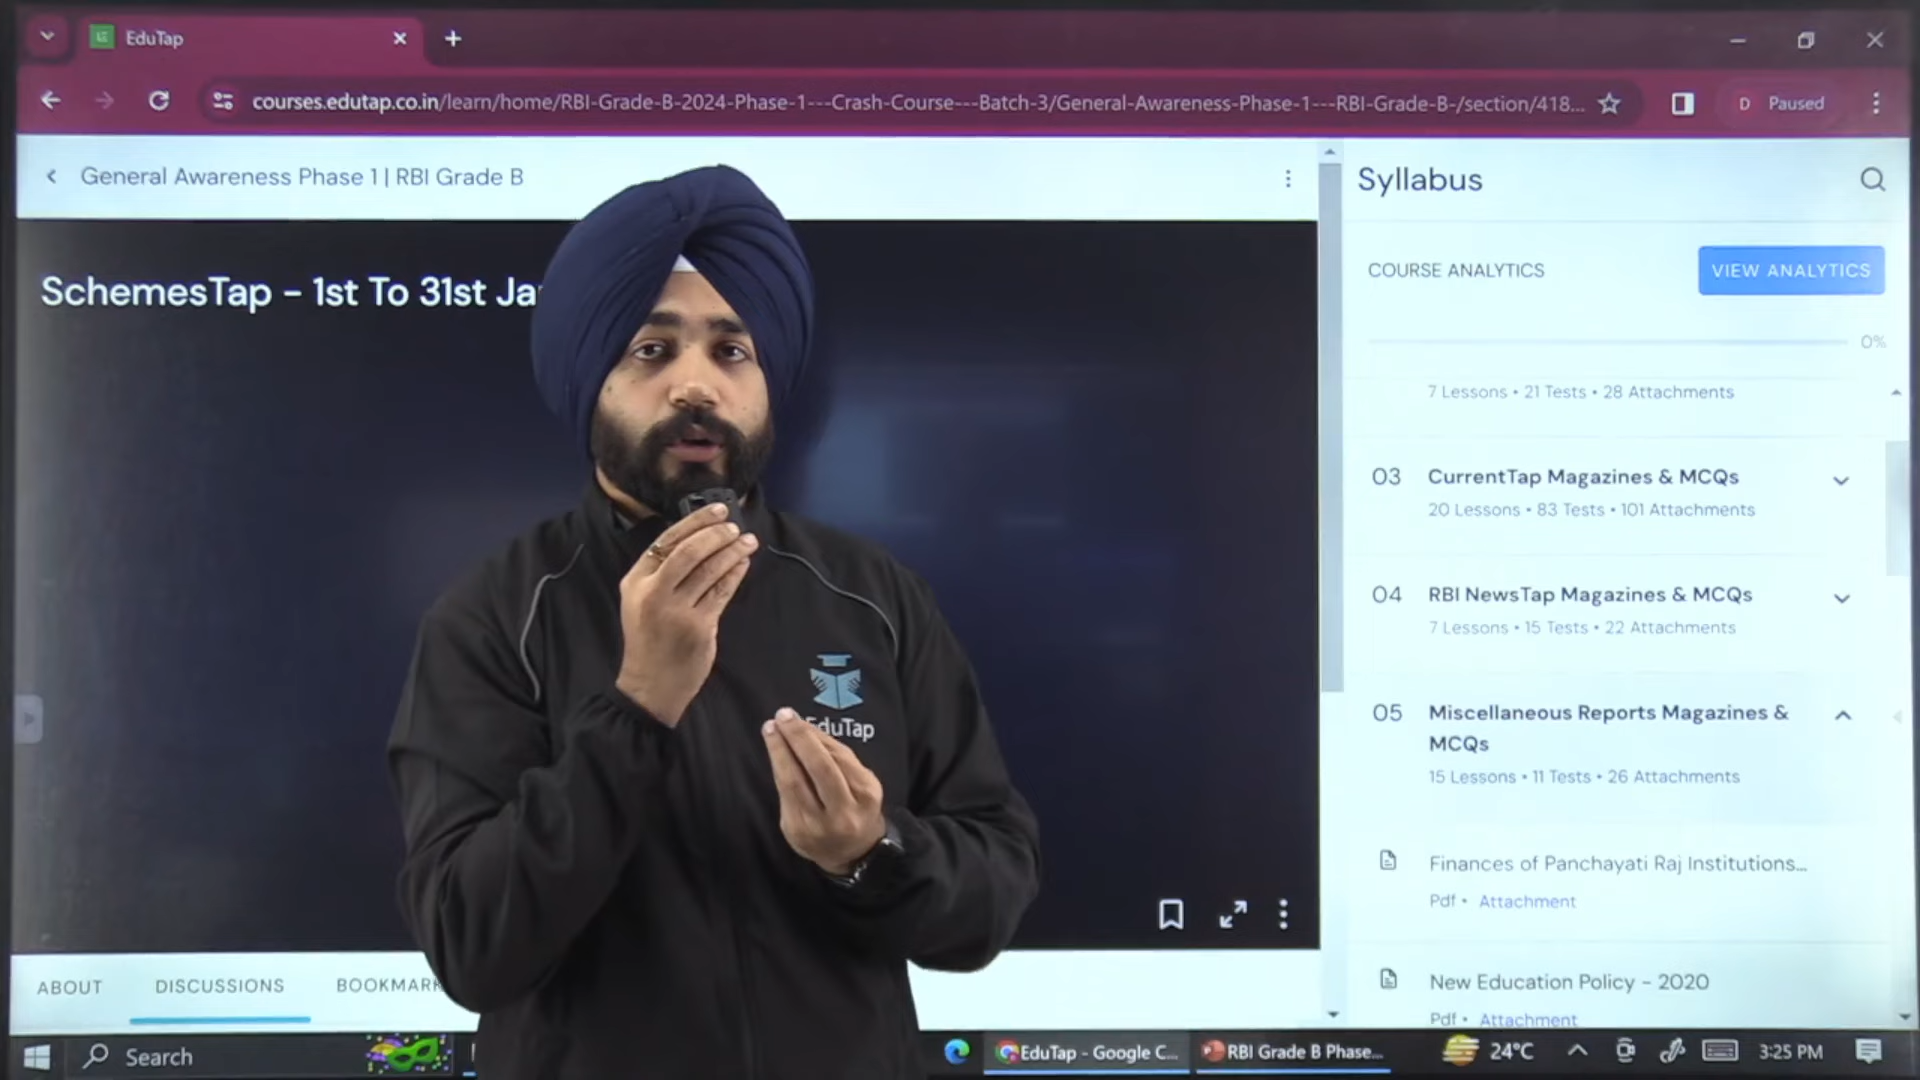 EduTap
courses.edutap.co.in/learn/home/RBI-Grade-B-2024-Phase-1---Crash-Course---Batch-3/General-Awareness-Phase-1---RBI-Grade-B-/section/418...
D Paused
General Awareness Phase 1 | RBI Grade B
SchemesTap - 1st To 31st Ja
EduTap
ABOUT
DISCUSSIONS
BOOKMARK
Syllabus
COURSE ANALYTICS
VIEW ANALYTICS
0%
7 Lessons • 21 Tests • 28 Attachments
03 CurrentTap Magazines & MCQs
20 Lessons • 83 Tests • 101 Attachments
04 RBI NewsTap Magazines & MCQs
7 Lessons • 15 Tests • 22 Attachments
05 Miscellaneous Reports Magazines &
MCQs
15 Lessons • 11 Tests • 26 Attachments
Finances of Panchayati Raj Institutions...
Pdf • Attachment
New Education Policy - 2020
Pdf • Attachment
Search
EduTap - Google C...
RBI Grade B Phase...
24°C
3:25 PM